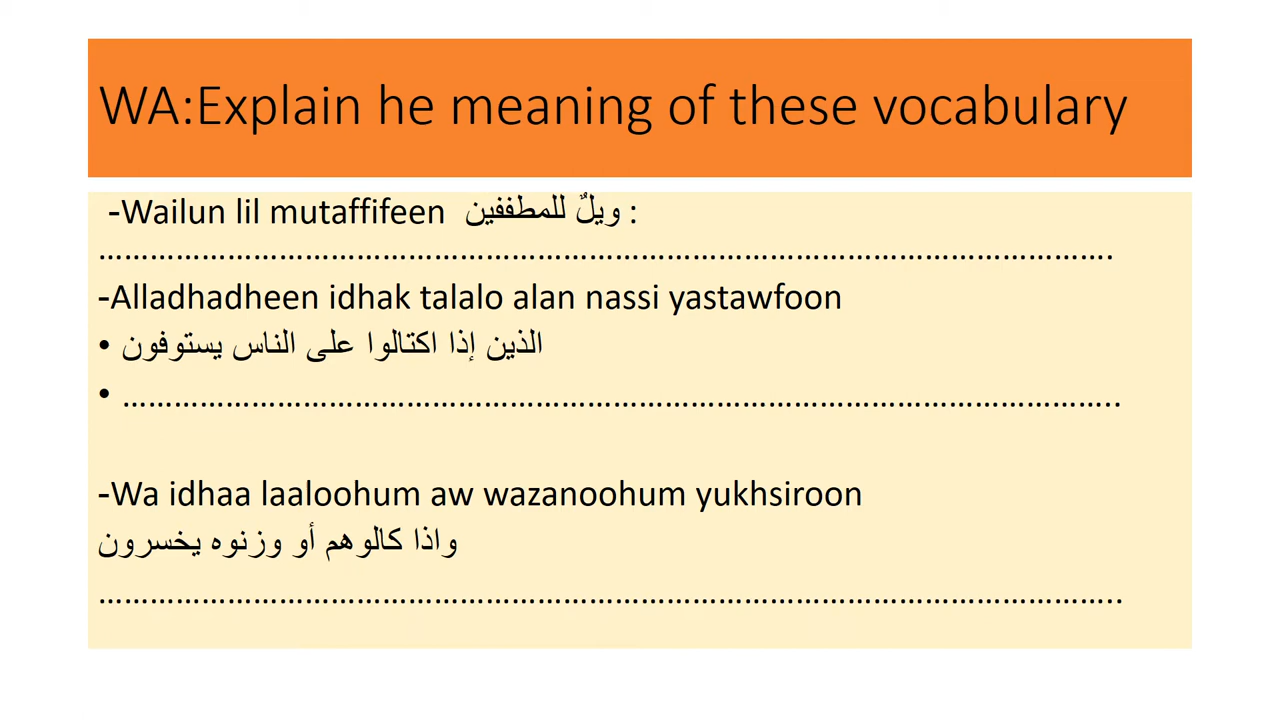 WA:Explain he meaning of these vocabulary
-Wailun lil mutaffifeen ويلٌ للمطففين :
……………………………………………………………………………………………….
-Alladhadheen idhak talalo alan nassi yastawfoon
• الذين إذا اكتالوا على الناس يستوفون
• ……………………………………………………………………………………………..
-Wa idhaa laaloohum aw wazanoohum yukhsiroon
واذا كالوهم أو وزنوه يخسرون
………………………………………………………………………………………………..